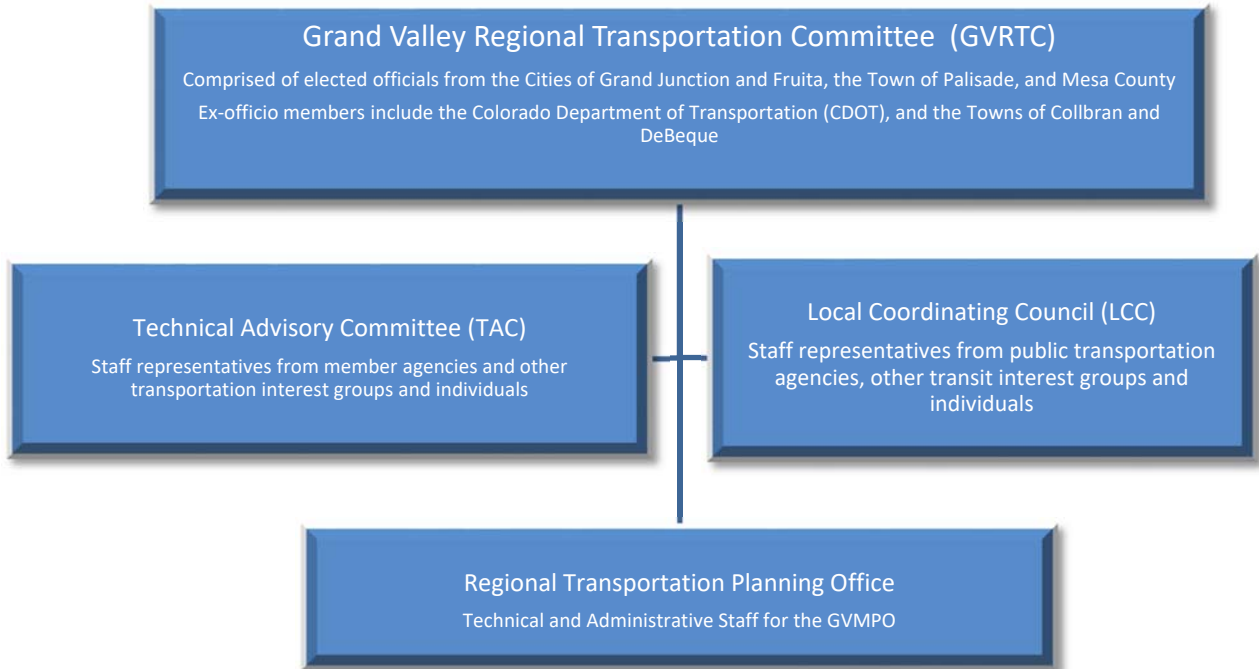 Grand Valley Regional Transportation Committee (GVRTC)
Comprised of elected officials from the Cities of Grand Junction and Fruita, the Town of Palisade, and Mesa County
Ex-officio members include the Colorado Department of Transportation (CDOT), and the Towns of Collbran and
DeBeque
Technical Advisory Committee (TAC)
Staff representatives from member agencies and other
transportation interest groups and individuals
Local Coordinating Council (LCC)
Staff representatives from public transportation
agencies, other transit interest groups and
individuals
Regional Transportation Planning Office
Technical and Administrative Staff for the GVMPO